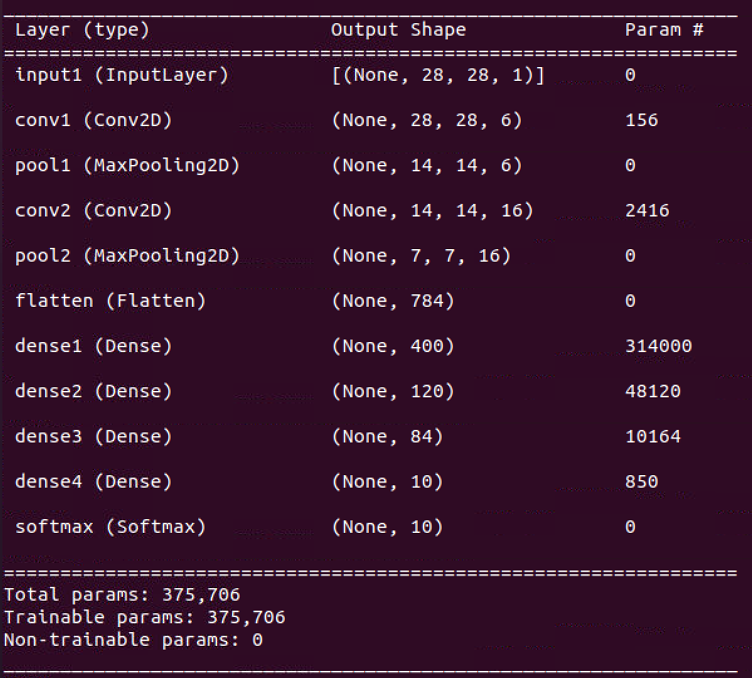 Layer (type) Output Shape Param #
input1 (InputLayer) [(None, 28, 28, 1)] 0
conv1 (Conv2D) (None, 28, 28, 6) 156
pool1 (MaxPooling2D) (None, 14, 14, 6) 0
conv2 (Conv2D) (None, 14, 14, 16) 2416
pool2 (MaxPooling2D) (None, 7, 7, 16) 0
flatten (Flatten) (None, 784) 0
dense1 (Dense) (None, 400) 314000
dense2 (Dense) (None, 120) 48120
dense3 (Dense) (None, 84) 10164
dense4 (Dense) (None, 10) 850
softmax (Softmax) (None, 10) 0
Total params: 375,706
Trainable params: 375,706
Non-trainable params: 0